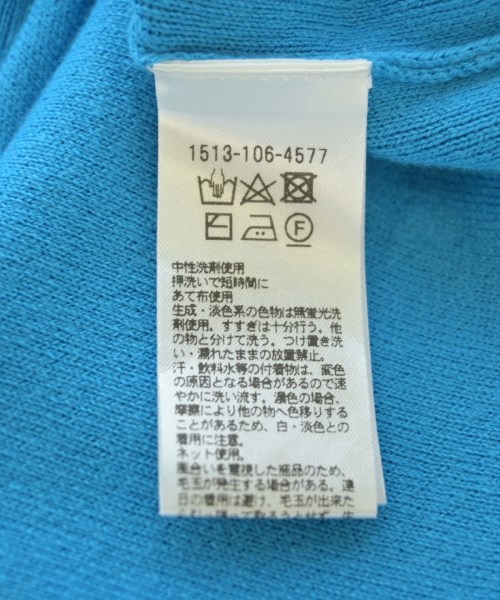 1513-106-4577
F
中性洗剤使用
押洗いで短時間に
あて布使用
生成・淡色系の色物は無蛍光洗
剤使用。すすぎは十分行う。他
の物と分けて洗う。つけ置き洗
い・濡れたままの放置禁止。
汗・飲料水等の付着物は、変色
の原因となる場合があるので速
やかに洗い流す。濃色の場合、
摩擦により他の物へ色移りする
ことがあるため、白・淡色との
着用に注意。
ネット使用。
風合いを重視した商品のため、
毛玉が発生する場合がある。連
日の着用は避け、毛玉が出来た